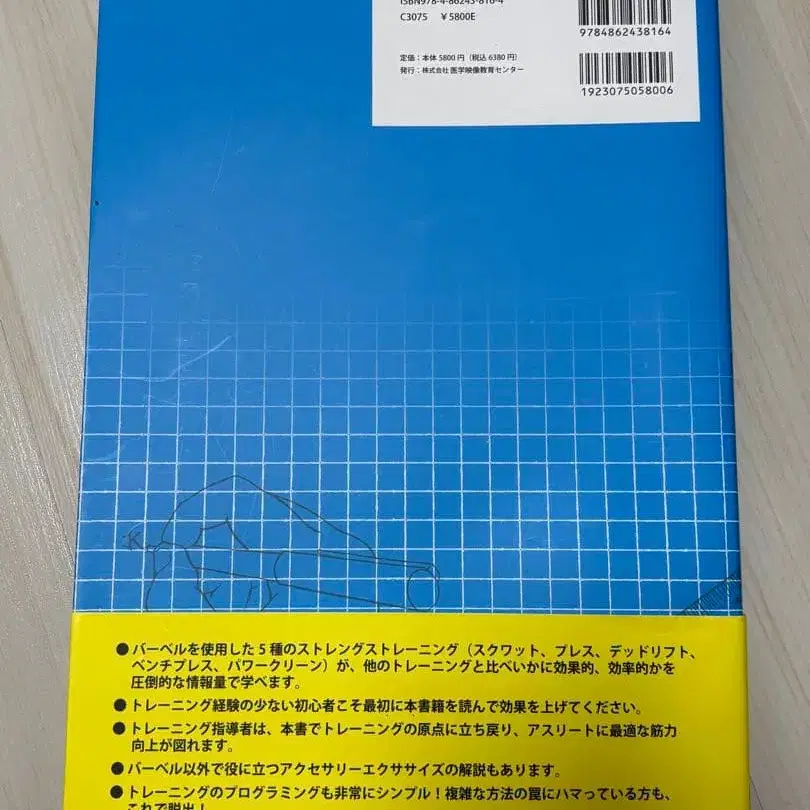 ISBN978-4-86243-816-4
C3075 ¥5800E
9784862438164
定価：本体 5800 円（税込 6380 円）
発行：株式会社 医学映像教育センター
1923075058006
●バーベルを使用した 5 種のストレングストレーニング（スクワット、プレス、デッドリフト、
ベンチプレス、パワークリーン）が、他のトレーニングと比べいかに効果的、効率的かを
圧倒的な情報量で学べます。
●トレーニング経験の少ない初心者こそ最初に本書籍を読んで効果を上げてください。
●トレーニング指導者は、本書でトレーニングの原点に立ち戻り、アスリートに最適な筋力
向上が図れます。
●バーベル以外で役に立つアクセサリーエクササイズの解説もあります。
●トレーニングのプログラミングも非常にシンプル！複雑な方法の罠にハマっている方も、
これで脱出！